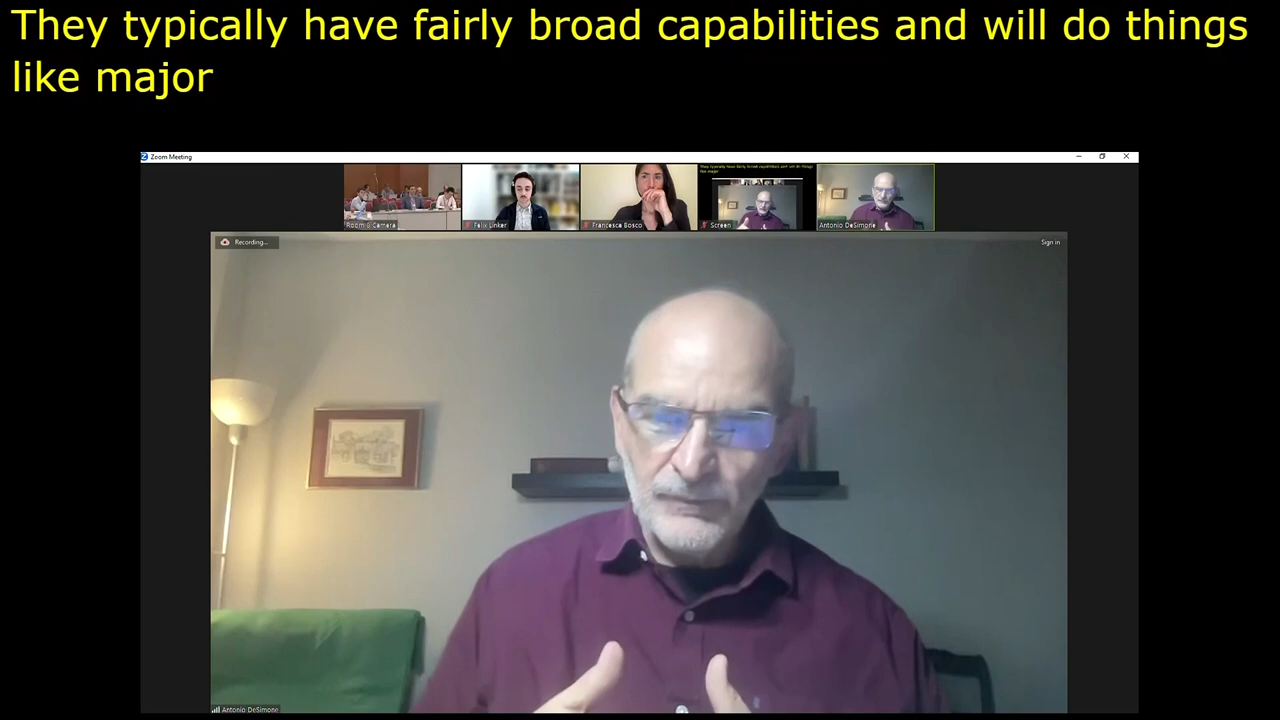 They typically have fairly broad capabilities and will do things
like major
Zoom Meeting
Room 8 Camera
Felix Linker
Francesca Bosco
Screen
Antonio DeSimone
Recording...
Sign in
Antonio DeSimone